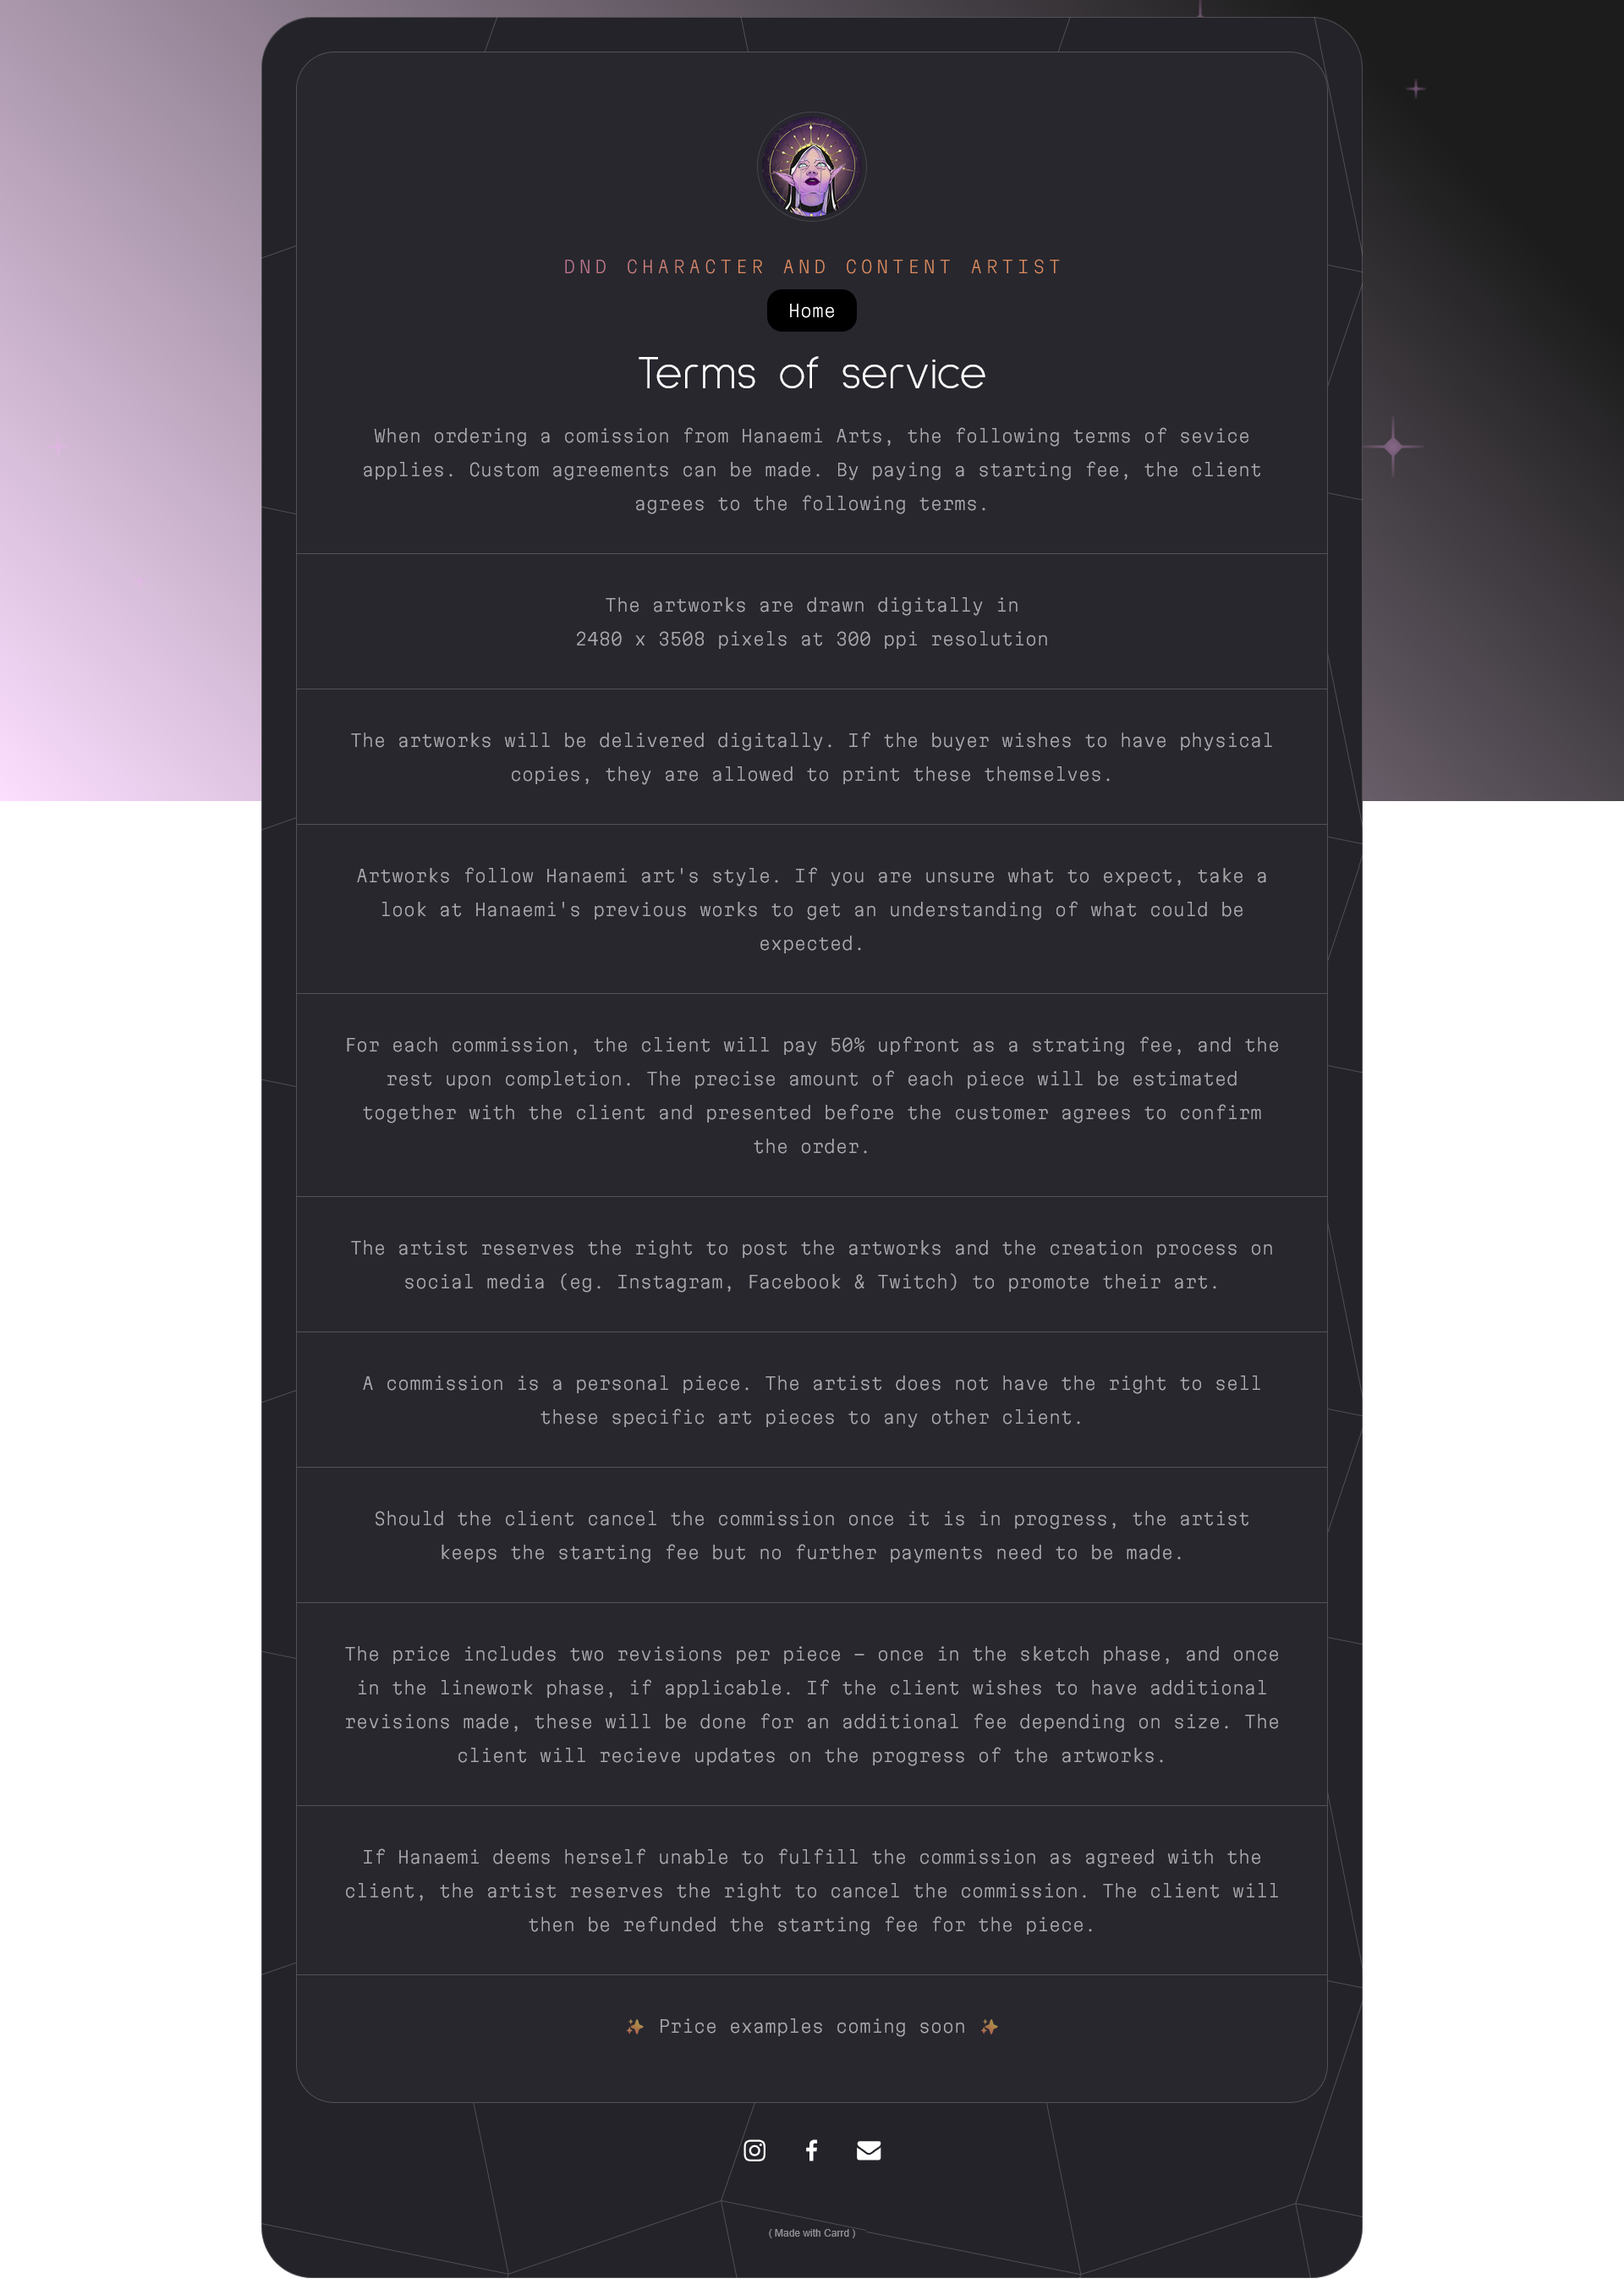 DND CHARACTER AND CONTENT ARTIST
Home
Terms of service
When ordering a comission from Hanaemi Arts, the following terms of sevice
applies. Custom agreements can be made. By paying a starting fee, the client
agrees to the following terms.
The artworks are drawn digitally in
2480 x 3508 pixels at 300 ppi resolution
The artworks will be delivered digitally. If the buyer wishes to have physical
copies, they are allowed to print these themselves.
Artworks follow Hanaemi art's style. If you are unsure what to expect, take a
look at Hanaemi's previous works to get an understanding of what could be
expected.
For each commission, the client will pay 50% upfront as a strating fee, and the
rest upon completion. The precise amount of each piece will be estimated
together with the client and presented before the customer agrees to confirm
the order.
The artist reserves the right to post the artworks and the creation process on
social media (eg. Instagram, Facebook & Twitch) to promote their art.
A commission is a personal piece. The artist does not have the right to sell
these specific art pieces to any other client.
Should the client cancel the commission once it is in progress, the artist
keeps the starting fee but no further payments need to be made.
The price includes two revisions per piece – once in the sketch phase, and once
in the linework phase, if applicable. If the client wishes to have additional
revisions made, these will be done for an additional fee depending on size. The
client will recieve updates on the progress of the artworks.
If Hanaemi deems herself unable to fulfill the commission as agreed with the
client, the artist reserves the right to cancel the commission. The client will
then be refunded the starting fee for the piece.
✨ Price examples coming soon ✨
( Made with Carrd )